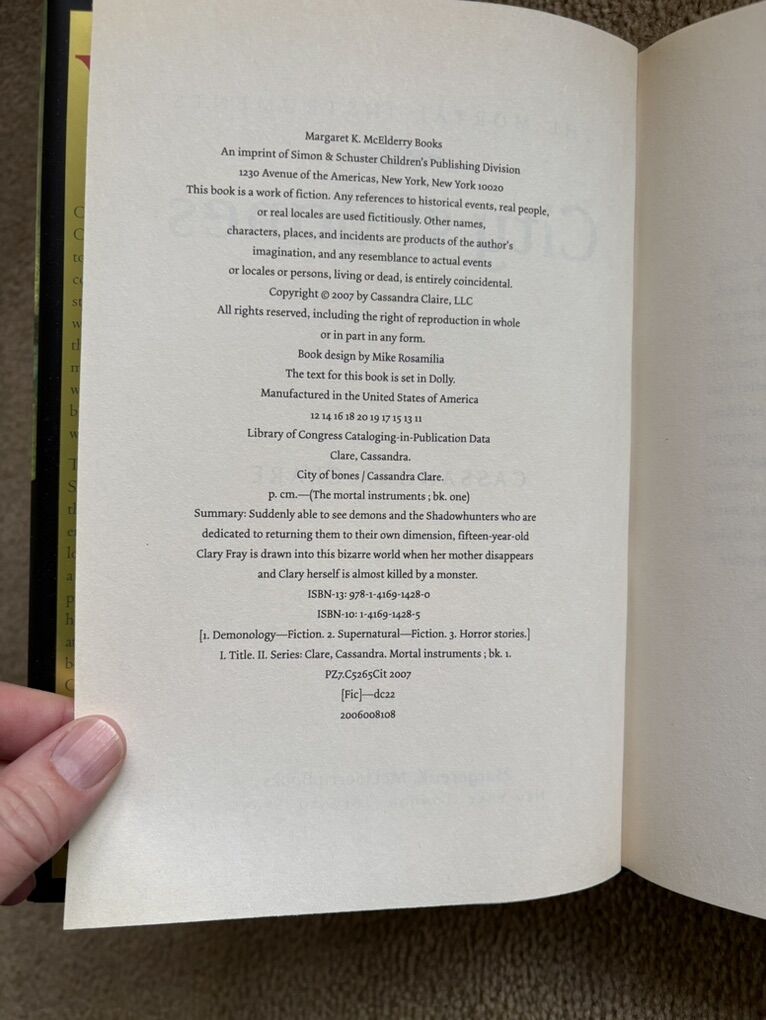 Margaret K. McElderry Books
An imprint of Simon & Schuster Children's Publishing Division
1230 Avenue of the Americas, New York, New York 10020
This book is a work of fiction. Any references to historical events, real people,
or real locales are used fictitiously. Other names,
characters, places, and incidents are products of the author's
imagination, and any resemblance to actual events
or locales or persons, living or dead, is entirely coincidental.
Copyright © 2007 by Cassandra Claire, LLC
All rights reserved, including the right of reproduction in whole
or in part in any form.
Book design by Mike Rosamilia
The text for this book is set in Dolly.
Manufactured in the United States of America
12 14 16 18 20 19 17 15 13 11
Library of Congress Cataloging-in-Publication Data
Clare, Cassandra.
City of bones / Cassandra Clare.
p. cm.—(The mortal instruments ; bk. one)
Summary: Suddenly able to see demons and the Shadowhunters who are
dedicated to returning them to their own dimension, fifteen-year-old
Clary Fray is drawn into this bizarre world when her mother disappears
and Clary herself is almost killed by a monster.
ISBN-13: 978-1-4169-1428-0
ISBN-10: 1-4169-1428-5
[1. Demonology—Fiction. 2. Supernatural—Fiction. 3. Horror stories.]
I. Title. II. Series: Clare, Cassandra. Mortal instruments ; bk. 1.
PZ7.C5265Cit 2007
[Fic]—dc22
2006008108